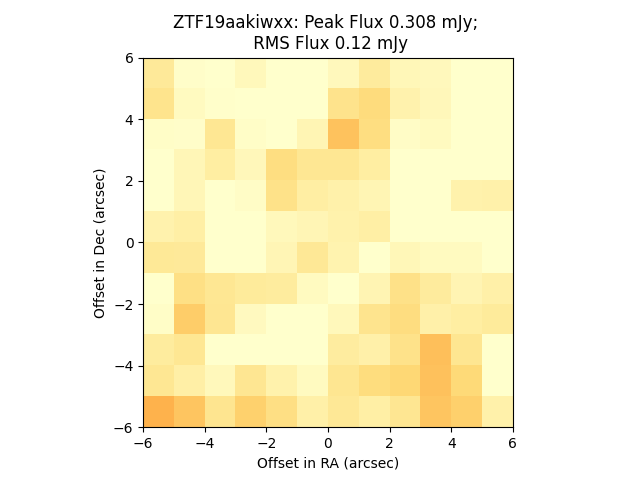 ZTF19aakiwxx: Peak Flux 0.308 mJy;
RMS Flux 0.12 mJy
6
4
2
0
−2
−4
−6
Offset in Dec (arcsec)
−6 −4 −2 0 2 4 6
Offset in RA (arcsec)